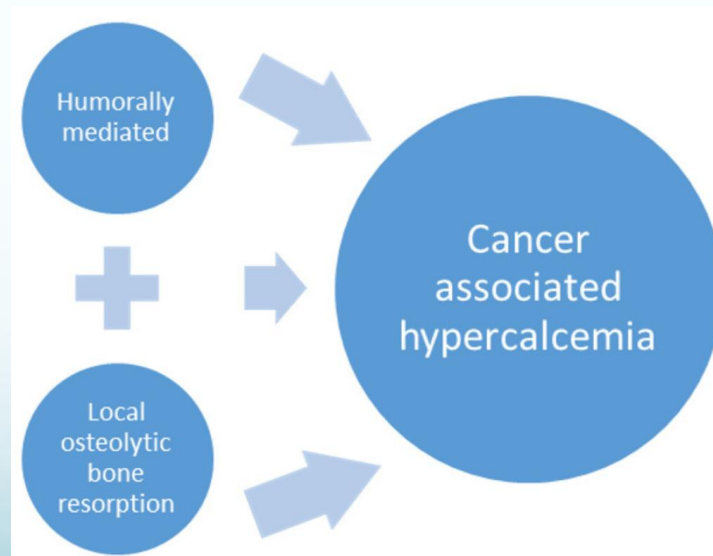 Humorally
mediated
Local
osteolytic
bone
resorption
Cancer
associated
hypercalcemia